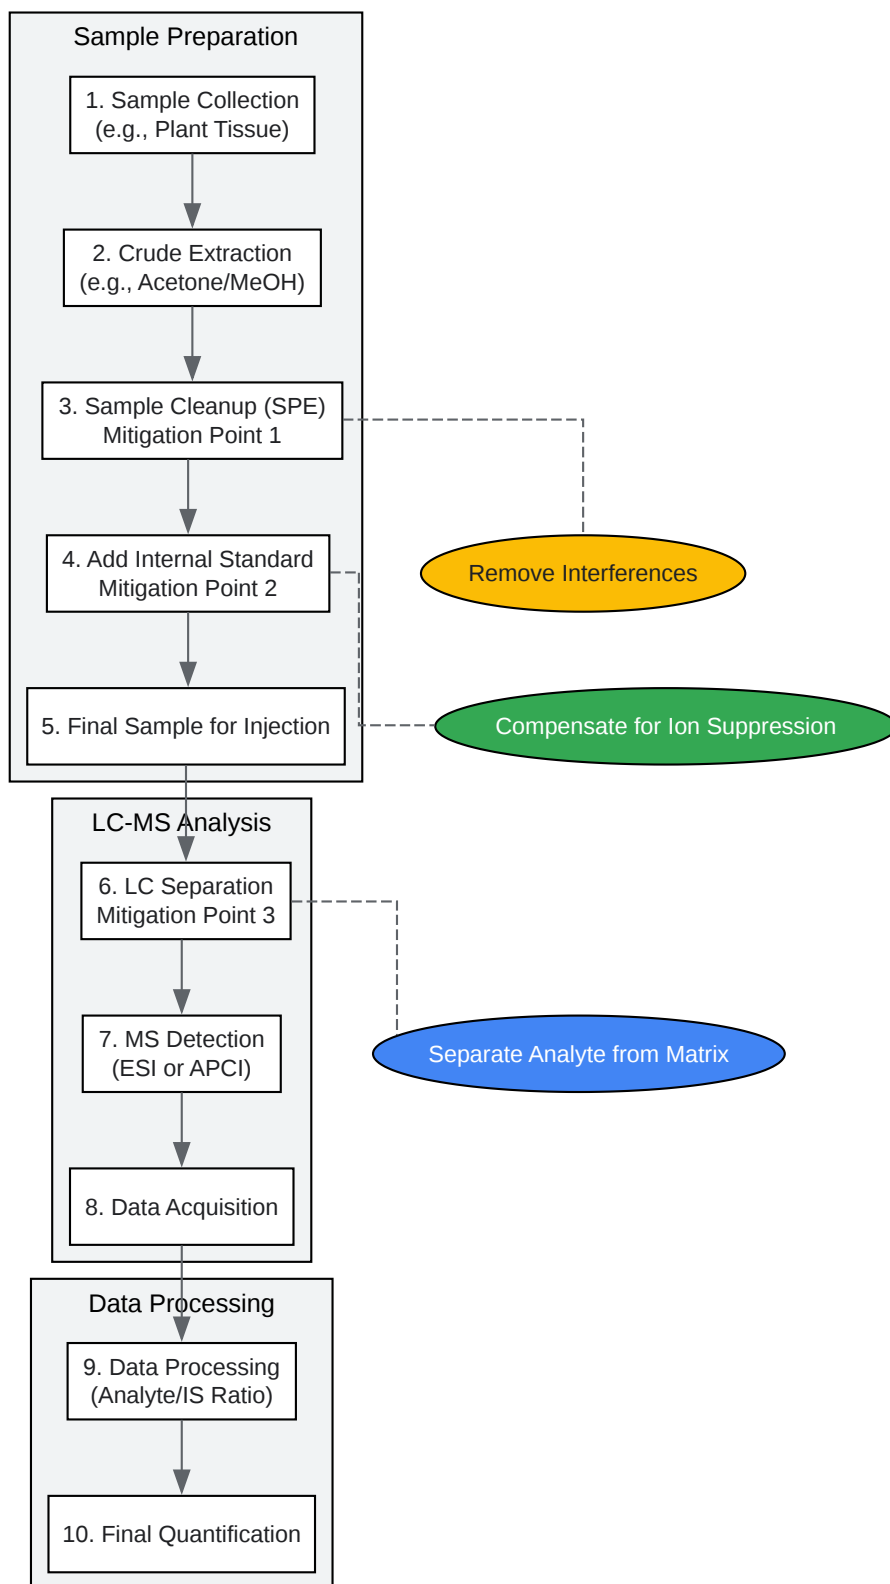 Sample Preparation
1. Sample Collection
(e.g., Plant Tissue)
2. Crude Extraction
(e.g., Acetone/MeOH)
3. Sample Cleanup (SPE)
Mitigation Point 1
4. Add Internal Standard
Mitigation Point 2
Remove Interferences
5. Final Sample for Injection
Compensate for Ion Suppression
LC-MS Analysis
6. LC Separation
Mitigation Point 3
7. MS Detection
(ESI or APCI)
Separate Analyte from Matrix
8. Data Acquisition
Data Processing
9. Data Processing
(Analyte/IS Ratio)
10. Final Quantification